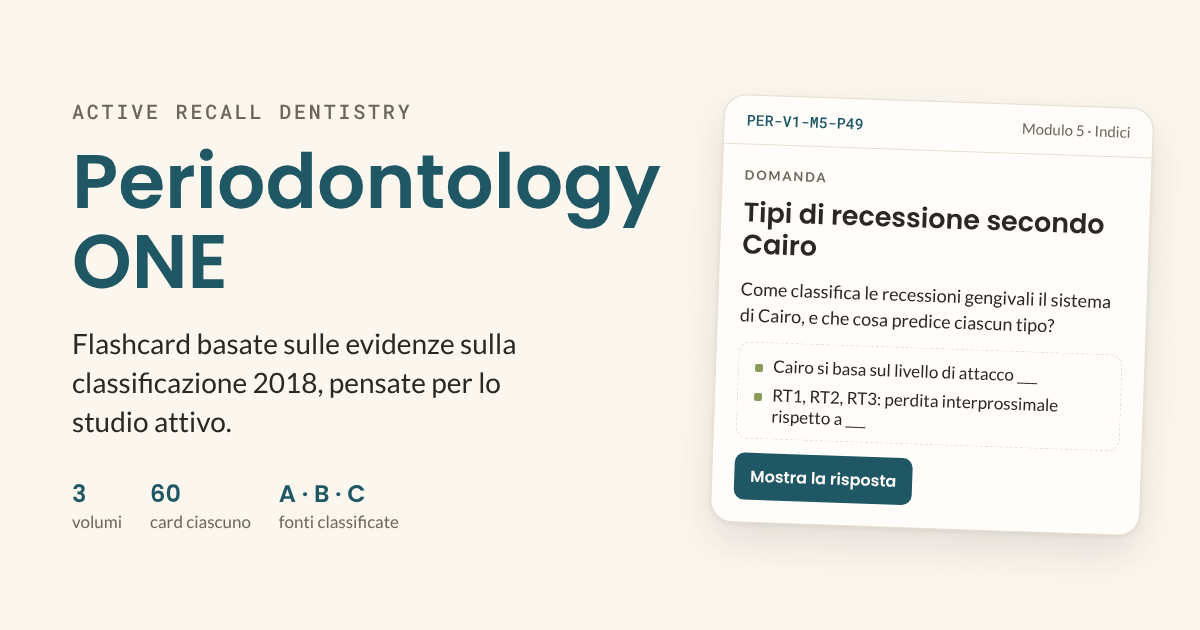 ACTIVE RECALL DENTISTRY
Periodontology
ONE
Flashcard basate sulle evidenze sulla
classificazione 2018, pensate per lo
studio attivo.
3
volumi
60
card ciascuno
A · B · C
fonti classificate
PER-V1-M5-P49
Modulo 5 · Indici
DOMANDA
Tipi di recessione secondo
Cairo
Come classifica le recessioni gengivali il sistema
di Cairo, e che cosa predice ciascun tipo?
Cairo si basa sul livello di attacco ___
RT1, RT2, RT3: perdita interprossimale
rispetto a ___
Mostra la risposta